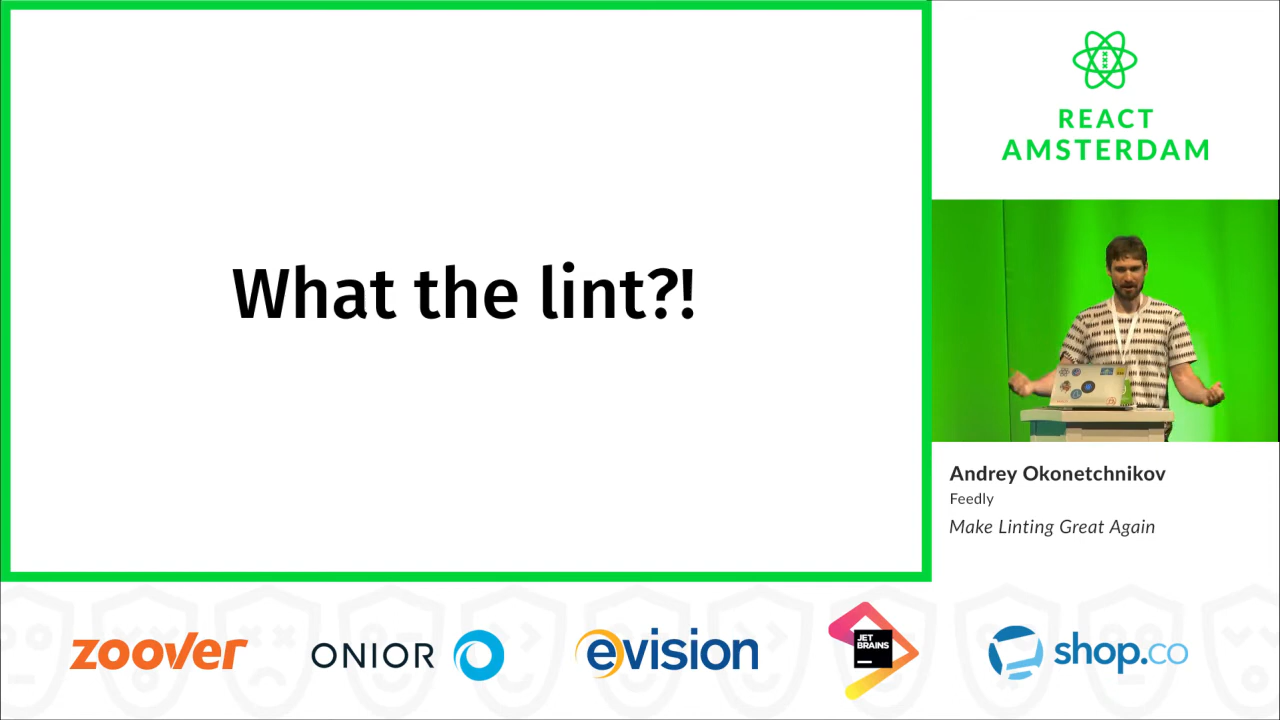 What the lint?!
REACT
AMSTERDAM
Andrey Okonetchnikov
Feedly
Make Linting Great Again
zoover
ONIOR
evision
JET
BRAINS
shop.co